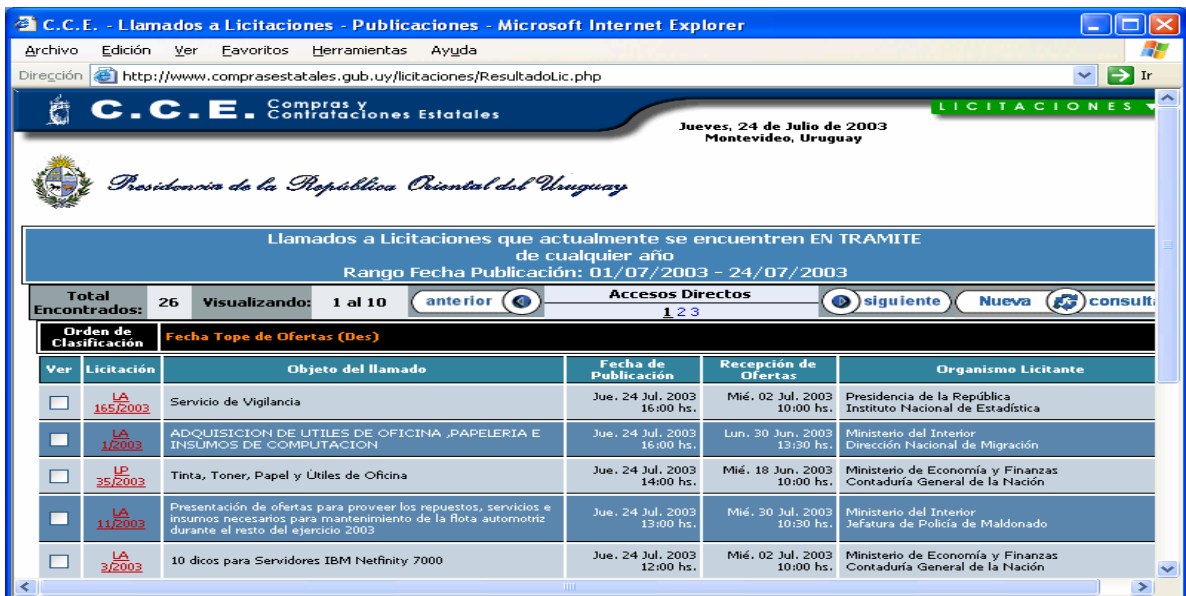 C.C.E. - Llamados a Licitaciones - Publicaciones - Microsoft Internet Explorer
Archivo Edición Ver Favoritos Herramientas Ayuda
Dirección http://www.comprasestatales.gub.uy/licitaciones/ResultadoLic.php Ir
C.C.E. Compras y Contrataciones Estatales
LICITACIONES
Jueves, 24 de Julio de 2003
Montevideo, Uruguay
Presidencia de la República Oriental del Uruguay
Llamados a Licitaciones que actualmente se encuentren EN TRAMITE
de cualquier año
Rango Fecha Publicación: 01/07/2003 - 24/07/2003
Total Encontrados: 26 Visualizando: 1 al 10 anterior Accesos Directos 1 2 3 siguiente Nueva consult
Orden de Clasificación Fecha Tope de Ofertas (Des)
Ver Licitación Objeto del llamado Fecha de Publicación Recepción de Ofertas Organismo Licitante
LA 165/2003 Servicio de Vigilancia Jue. 24 Jul. 2003 16:00 hs. Mié. 02 Jul. 2003 10:00 hs. Presidencia de la República Instituto Nacional de Estadística
LA 1/2003 ADQUISICION DE UTILES DE OFICINA ,PAPELERIA E INSUMOS DE COMPUTACION Jue. 24 Jul. 2003 16:00 hs. Lun. 30 Jun. 2003 13:30 hs. Ministerio del Interior Dirección Nacional de Migración
LP 35/2003 Tinta, Toner, Papel y Útiles de Oficina Jue. 24 Jul. 2003 14:00 hs. Mié. 18 Jun. 2003 10:00 hs. Ministerio de Economía y Finanzas Contaduría General de la Nación
LA 11/2003 Presentación de ofertas para proveer los repuestos, servicios e insumos necesarios para mantenimiento de la flota automotriz durante el resto del ejercicio 2003 Jue. 24 Jul. 2003 13:00 hs. Mié. 30 Jul. 2003 10:30 hs. Ministerio del Interior Jefatura de Policía de Maldonado
LA 3/2003 10 dicos para Servidores IBM Netfinity 7000 Jue. 24 Jul. 2003 12:00 hs. Mié. 02 Jul. 2003 10:00 hs. Ministerio de Economía y Finanzas Contaduría General de la Nación